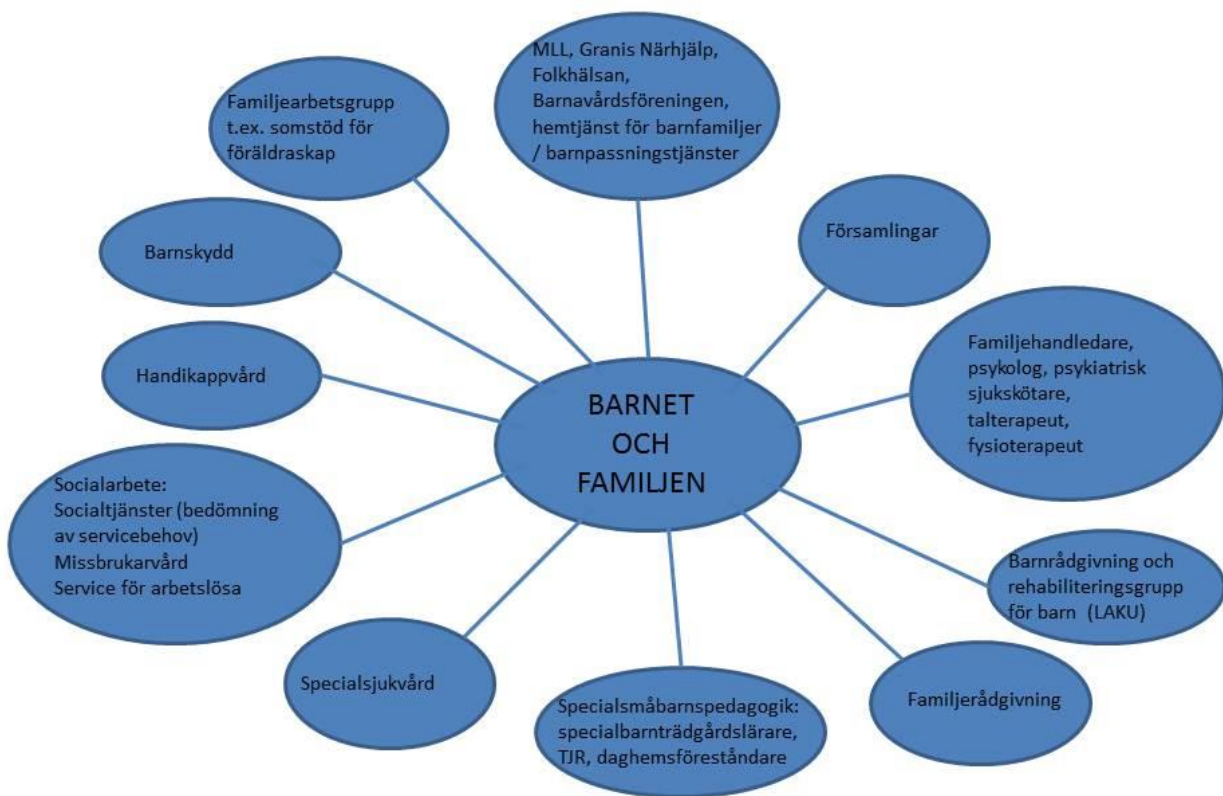 MLL, Granis Närhjälp,
Folkhälsan,
Barnavårdsföreningen,
hemtjänst för barnfamiljer
/ barnpassningstjänster
Familjearbetsgrupp
t.ex. somstöd för
föräldraskap
Församlingar
Barnskydd
Familjehandledare,
psykolog, psykiatrisk
sjukskötare,
talterapeut,
fysioterapeut
Handikappvård
BARNET
OCH
FAMILJEN
Socialarbete:
Socialtjänster (bedömning
av servicebehov)
Missbrukarvård
Service för arbetslösa
Barnrådgivning och
rehabiliteringsgrupp
för barn (LAKU)
Specialsjukvård
Specialsmåbarnspedagogik:
specialbarnträdgårdslärare,
TJR, daghemsföreståndare
Familjerådgivning